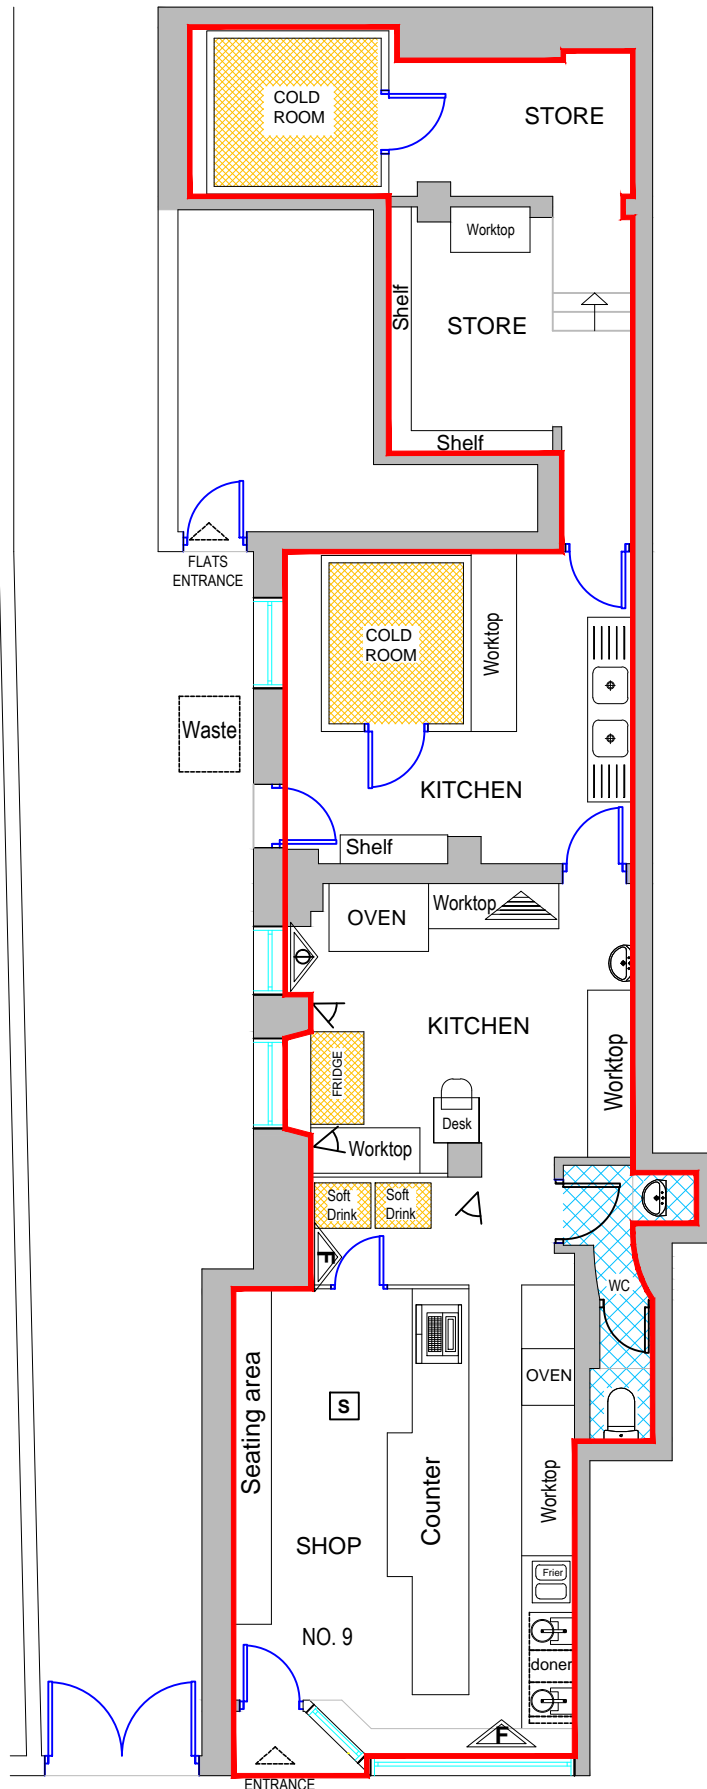 COLD
ROOM
STORE
Worktop
Shelf
STORE
Shelf
FLATS
ENTRANCE
COLD
ROOM
Worktop
Waste
KITCHEN
Shelf
OVEN
Worktop
KITCHEN
FRIDGE
Worktop
Desk
Worktop
Soft
Drink
Soft
Drink
F
WC
OVEN
Seating area
S
Counter
Worktop
SHOP
Frier
NO. 9
doner
F
ENTRANCE